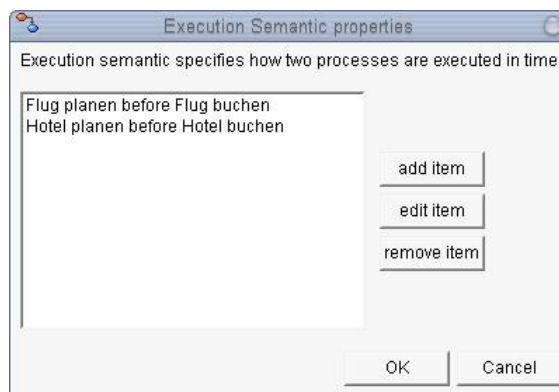 Execution Semantic properties
Execution semantic specifies how two processes are executed in time
Flug planen before Flug buchen
Hotel planen before Hotel buchen
add item
edit item
remove item
OK
Cancel